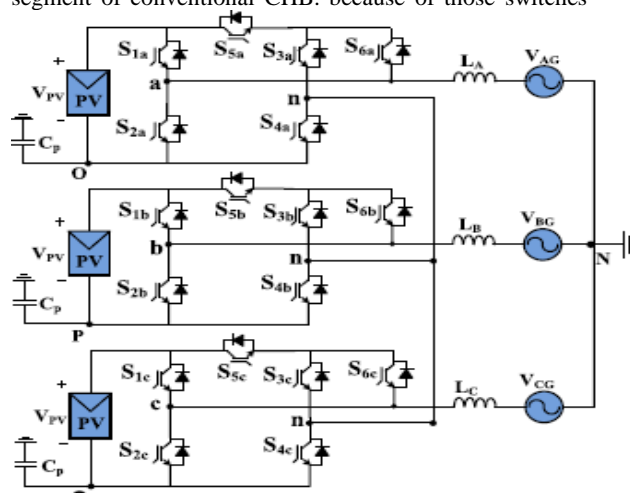 segment of conventional CHB. because of those switches
S1a S5a S3a S6a LA VAG
+
VPV PV
a
n
−
S2a S4a
Cp
O
S1b S5b S3b S6b LB VBG
+
VPV PV
b
n
N
−
S2b S4b
Cp
P
S1c S5c S3c S6c LC VCG
+
VPV PV
c
n
−
S2c S4c
Cp